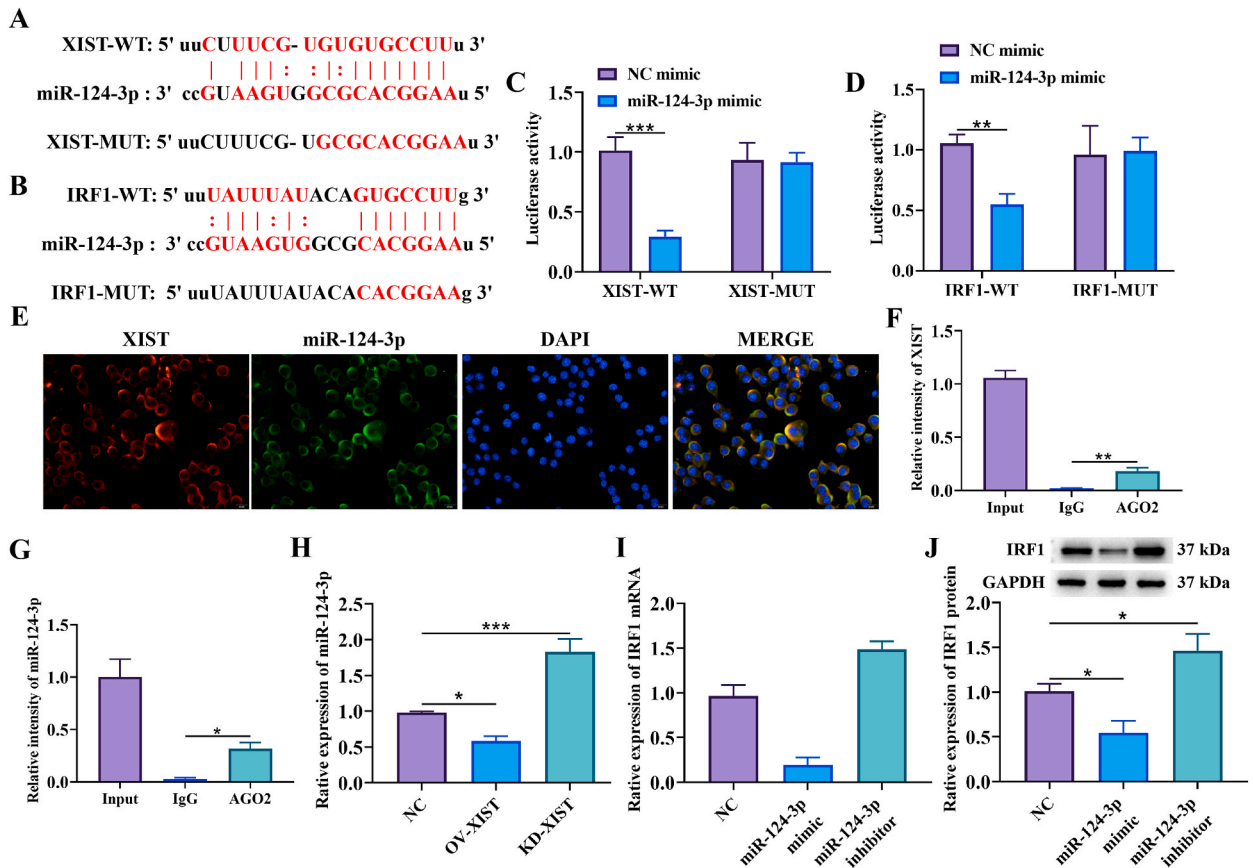 A
XIST-WT: 5' uuCUUUCG- UGUGUGCCUUu 3'
miR-124-3p : 3' ccGUAAGUGGCGCACGGAAu 5'
XIST-MUT: 5' uuCUUUCG- UGCGCACGGAAu 3'
B
IRF1-WT: 5' uuUAUUUAUACAGUGCCUUg 3'
miR-124-3p : 3' ccGUAAGUGGCGCACGGAAu 5'
IRF1-MUT: 5' uuUAUUUAUACACACGGAAg 3'
C
NC mimic
miR-124-3p mimic
Luciferase activity
1.5
1.0
0.5
0.0
***
XIST-WT XIST-MUT
D
NC mimic
miR-124-3p mimic
Luciferase activity
1.5
1.0
0.5
0.0
**
IRF1-WT IRF1-MUT
E
XIST miR-124-3p DAPI MERGE
F
Relative intensity of XIST
1.5
1.0
0.5
0.0
**
Input IgG AGO2
G
Relative intensity of miR-124-3p
1.5
1.0
0.5
0.0
*
Input IgG AGO2
H
Rative expression of miR-124-3p
2.5
2.0
1.5
1.0
0.5
0.0
***
*
NC OV-XIST KD-XIST
I
Rative expression of IRF1 mRNA
2.0
1.5
1.0
0.5
0.0
NC miR-124-3p mimic miR-124-3p inhibitor
J
IRF1 37 kDa
GAPDH 37 kDa
Rative expression of IRF1 protein
2.0
1.5
1.0
0.5
0.0
*
*
NC miR-124-3p mimic miR-124-3p inhibitor